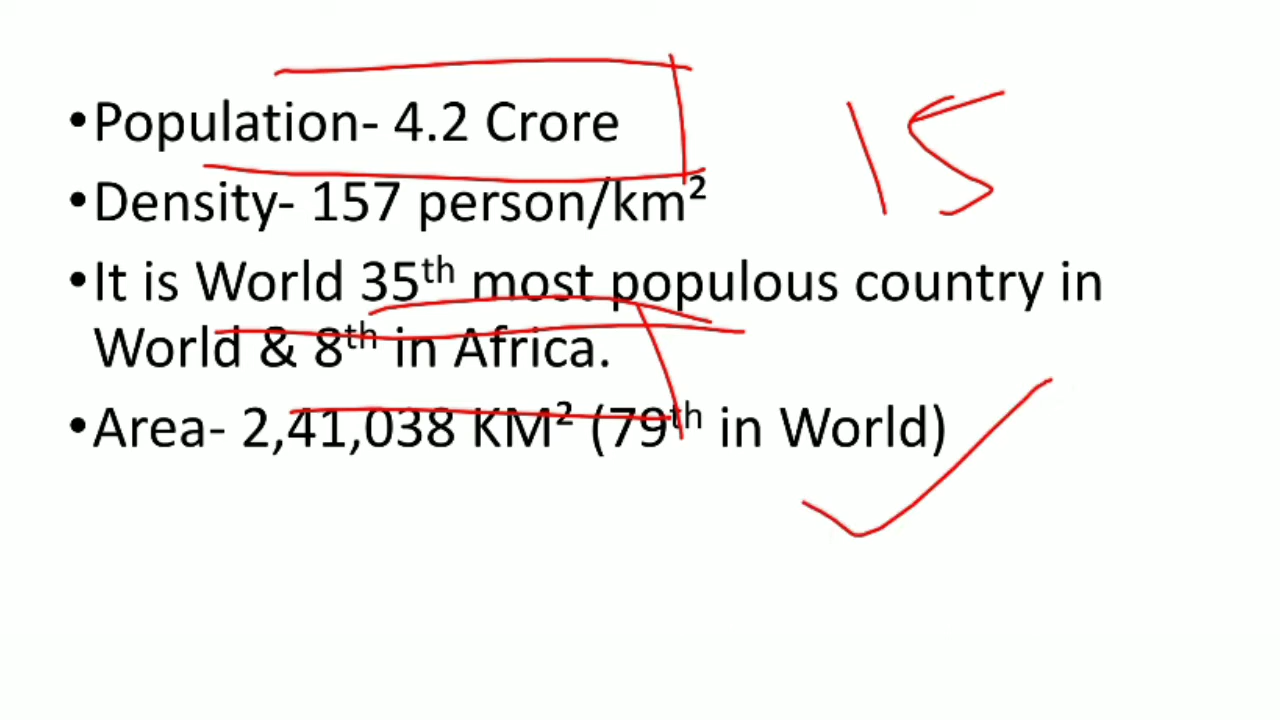 •Population- 4.2 Crore
15
•Density- 157 person/km²
•It is World 35th most populous country in
World & 8th in Africa.
•Area- 2,41,038 KM² (79th in World)